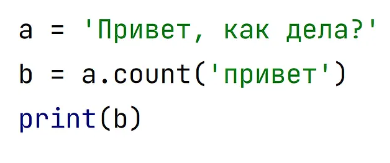 a = 'Привет, как дела?'
b = a.count('привет')
print(b)